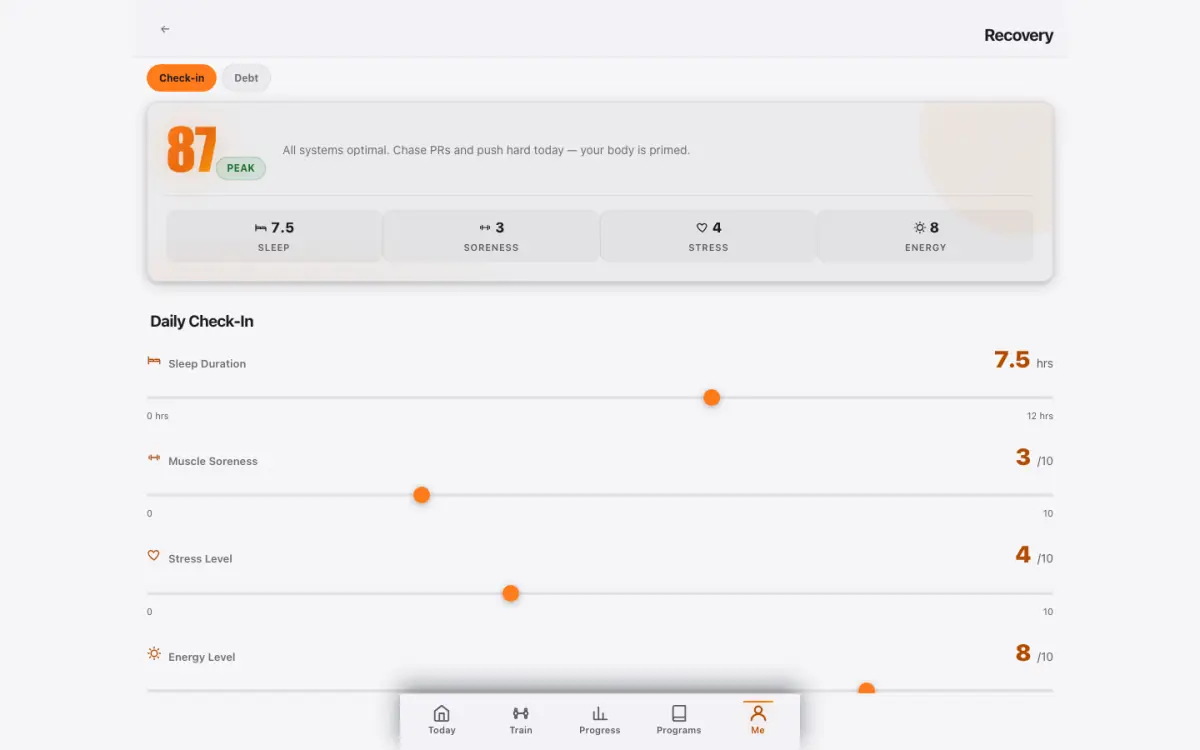 ←
Recovery
Check-in Debt
87 PEAK
All systems optimal. Chase PRs and push hard today — your body is primed.
7.5 3 4 8
SLEEP SORENESS STRESS ENERGY
Daily Check-In
Sleep Duration 7.5 hrs
0 hrs 12 hrs
Muscle Soreness 3 /10
0 10
Stress Level 4 /10
0 10
Energy Level 8 /10
Today Train Progress Programs Me